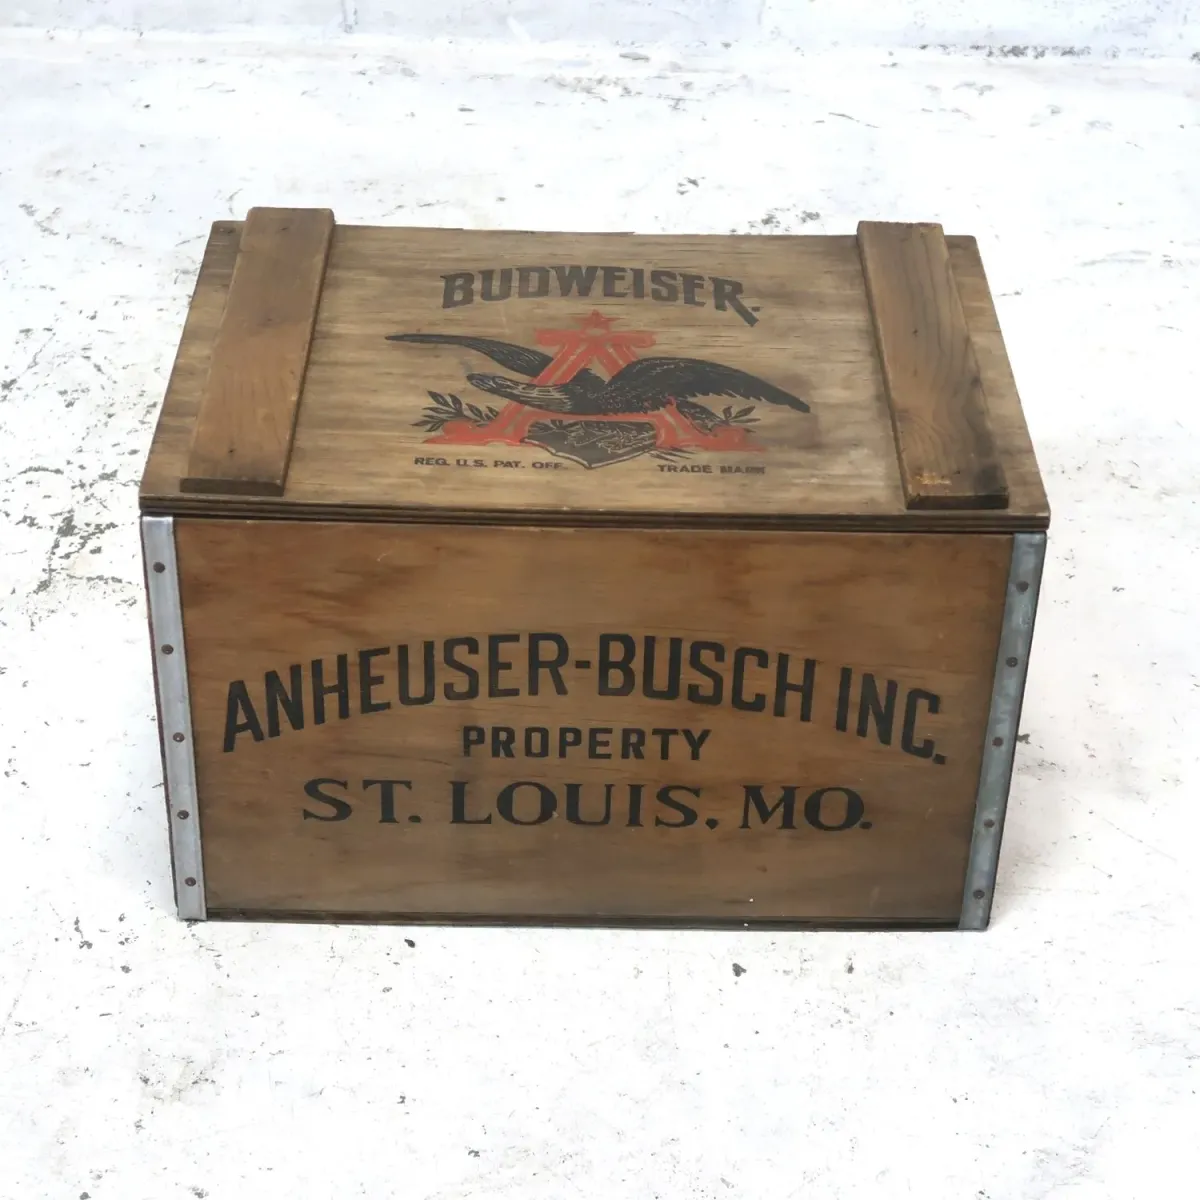 BUDWEISER.
REG. U.S. PAT. OFF. TRADE MARK
ANHEUSER-BUSCH INC.
PROPERTY
ST. LOUIS, MO.